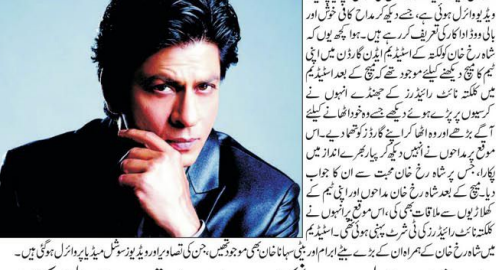 ویڈیو وائرل ہوئی ہے، جسے دیکھ کر مداح کافی خوش اور
بالی ووڈ اداکار کی تعریف کر رہے ہیں۔ ہوا کچھ یوں کہ
شاہ رخ خان کولکتہ کے اسٹیڈیم ایڈن گارڈن میں اپنی
ٹیم کا میچ دیکھنے کیلئے موجود تھے کہ میچ کے بعد اسٹیڈیم
میں کلکتہ نائٹ رائیڈرز کے جھنڈے انہوں نے
کرسیوں پر پڑے ہوئے دیکھے جسے وہ خود اٹھانے کیلئے
آگے بڑھے اور وہ اٹھا کر اپنے گارڈز کو تھما دیے۔ اس
موقع پر مداحوں نے انہیں دیکھ کر پیار بھرے انداز میں
پکارا، جس پر شاہ رخ خان محبت سے ان کا جواب
دیا۔ میچ کے بعد شاہ رخ خان مداحوں اور اپنی ٹیم کے
کھلاڑیوں سے ملاقات بھی کی، اس موقع پر انہوں نے
کلکتہ نائٹ رائیڈرز کی ٹی شرٹ پہنی ہوئی تھی۔ اسٹیڈیم
میں شاہ رخ خان کے ہمراہ ان کے بڑے بیٹے ابرام اور بیٹی سہانا خان بھی موجود تھیں، جن کی تصاویر اور ویڈیوز سوشل میڈیا پر وائرل ہوگئی ہیں۔